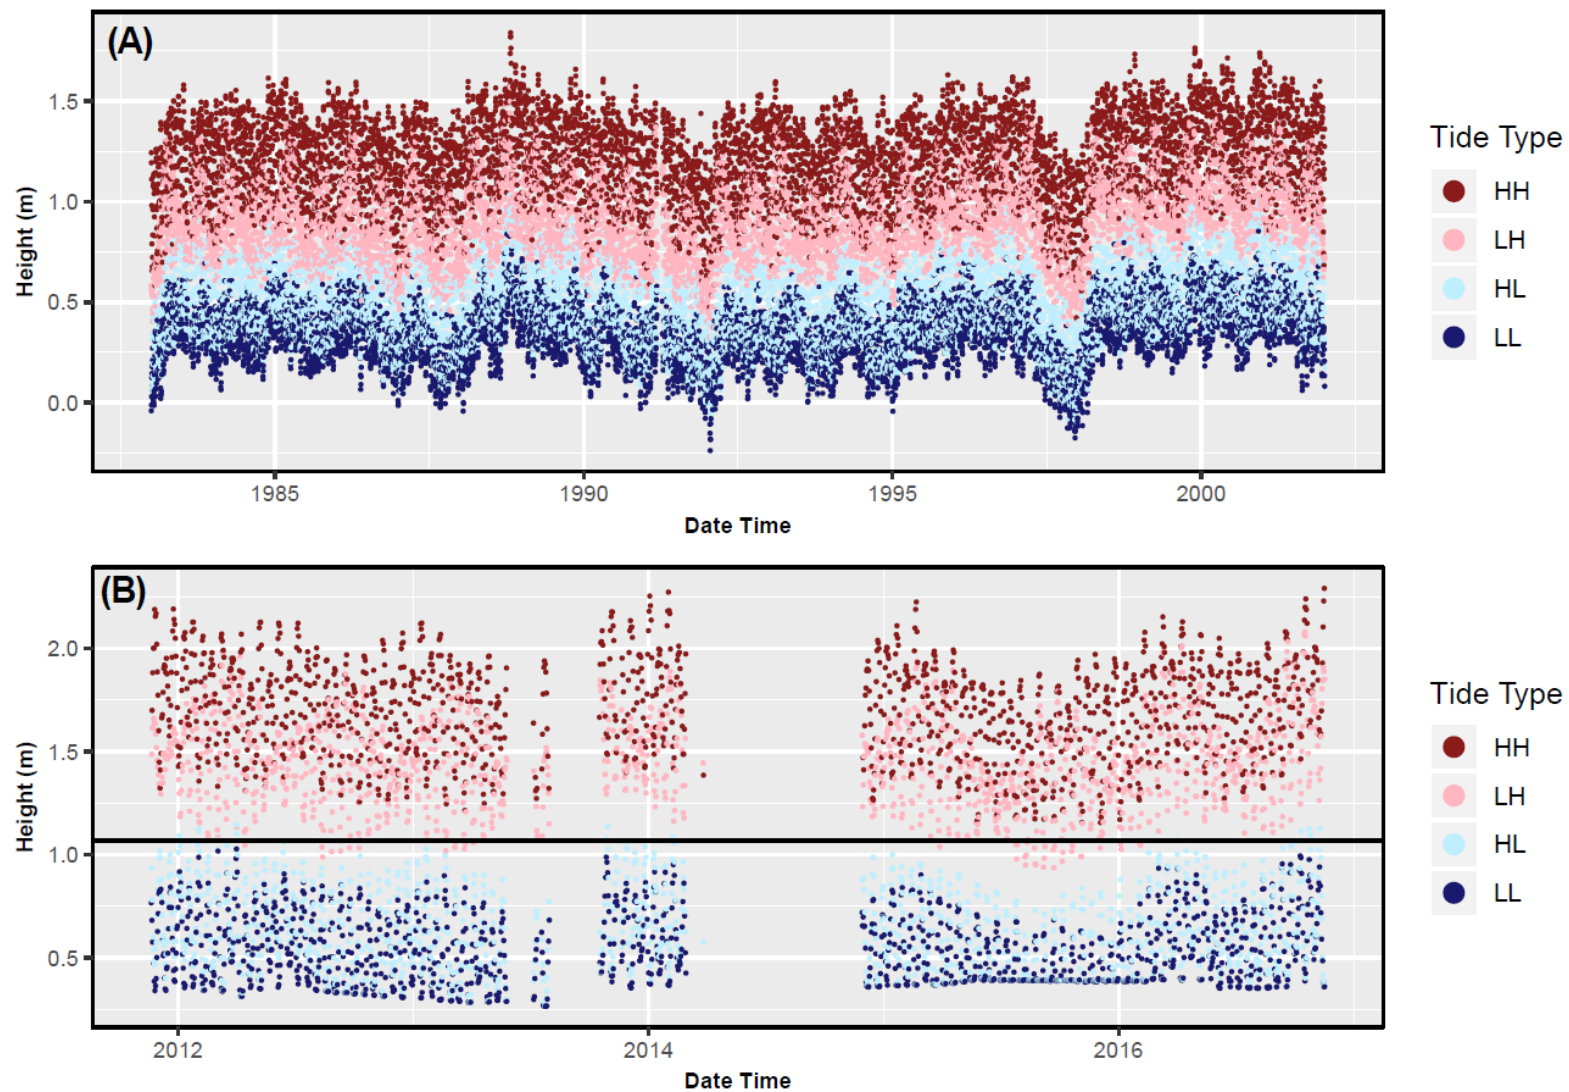 (A)
1.5
1.0
0.5
0.0
Height (m)
1985 1990 1995 2000
Date Time
Tide Type
HH
LH
HL
LL
(B)
2.0
1.5
1.0
0.5
Height (m)
2012 2014 2016
Date Time
Tide Type
HH
LH
HL
LL